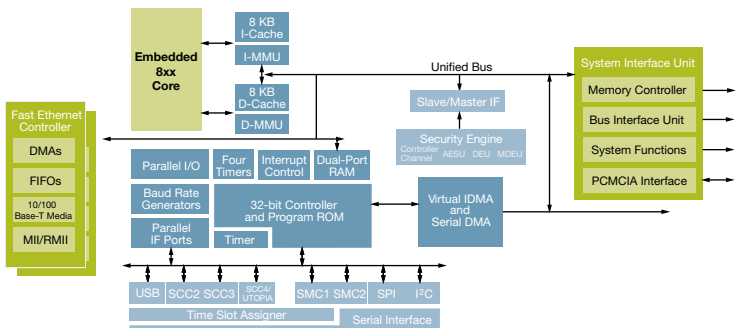 8 KB
I-Cache
I-MMU
Embedded
8xx
Core
8 KB
D-Cache
D-MMU
Unified Bus
System Interface Unit
Memory Controller
Bus Interface Unit
System Functions
PCMCIA Interface
Slave/Master IF
Security Engine
Controller
Channel
AESU
DEU
MDEU
Fast Ethernet
Controller
DMAs
FIFOs
10/100
Base-T Media
MII/RMII
Parallel I/O
Four
Timers
Interrupt
Control
Dual-Port
RAM
Baud Rate
Generators
32-bit Controller
and Program ROM
Parallel
IF Ports
Timer
Virtual IDMA
and
Serial DMA
USB
SCC2
SCC3
SCC4/
UTOPIA
SMC1
SMC2
SPI
I²C
Time Slot Assigner
Serial Interface